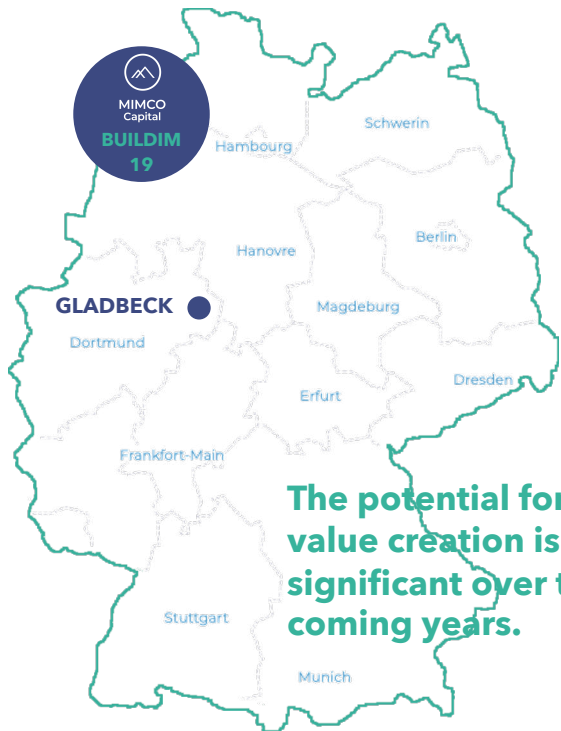 MIMCO
Capital
BUILDIM
19
Schwerin
Hambourg
Berlin
Hanovre
GLADBECK
Magdeburg
Dortmund
Dresden
Erfurt
Frankfort-Main
The potential for
value creation is
significant over t
coming years.
Stuttgart
Munich